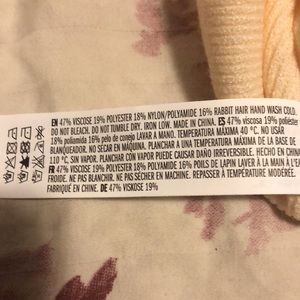 EN 47% VISCOSE 19% POLYESTER 18% NYLON/POLYAMIDE 16% RABBIT HAIR HAND WASH COLD.
DO NOT BLEACH. DO NOT TUMBLE DRY. IRON LOW. MADE IN CHINA. ES 47% viscosa 19% poliéster
18% poliamida 16% pelo de conejo LAVAR A MANO. TEMPERATURA MÁXIMA 40 °C. NO USAR
BLANQUEADOR. NO SECAR EN MÁQUINA. PLANCHAR A UNA TEMPERATURA MÁXIMA DE LA BASE DE
110 °C, SIN VAPOR. PLANCHAR CON VAPOR PUEDE CAUSAR DAÑO IRREVERSIBLE. HECHO EN CHINA
FR 47% VISCOSE 19% POLYESTER 18% POLYAMIDE 16% POILS DE LAPIN LAVER À LA MAIN À L'EAU
FROIDE. NE PAS BLANCHIR. NE PAS SÉCHER EN MACHINE. REPASSER À TEMPÉRATURE MODÉRÉE.
FABRIQUÉ EN CHINE. DE 47% VISCOSE 19%